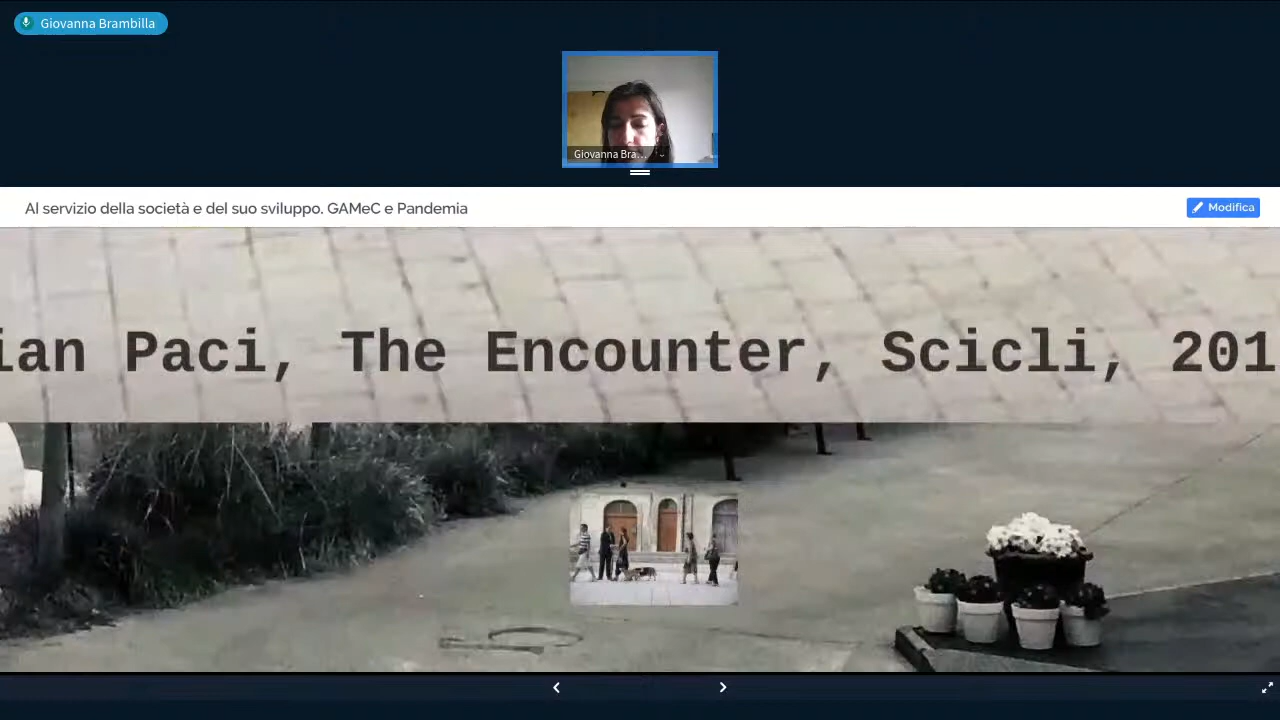 Giovanna Brambilla
Giovanna Bra...
Al servizio della società e del suo sviluppo. GAMeC e Pandemia
Modifica
ian Paci, The Encounter, Scicli, 201